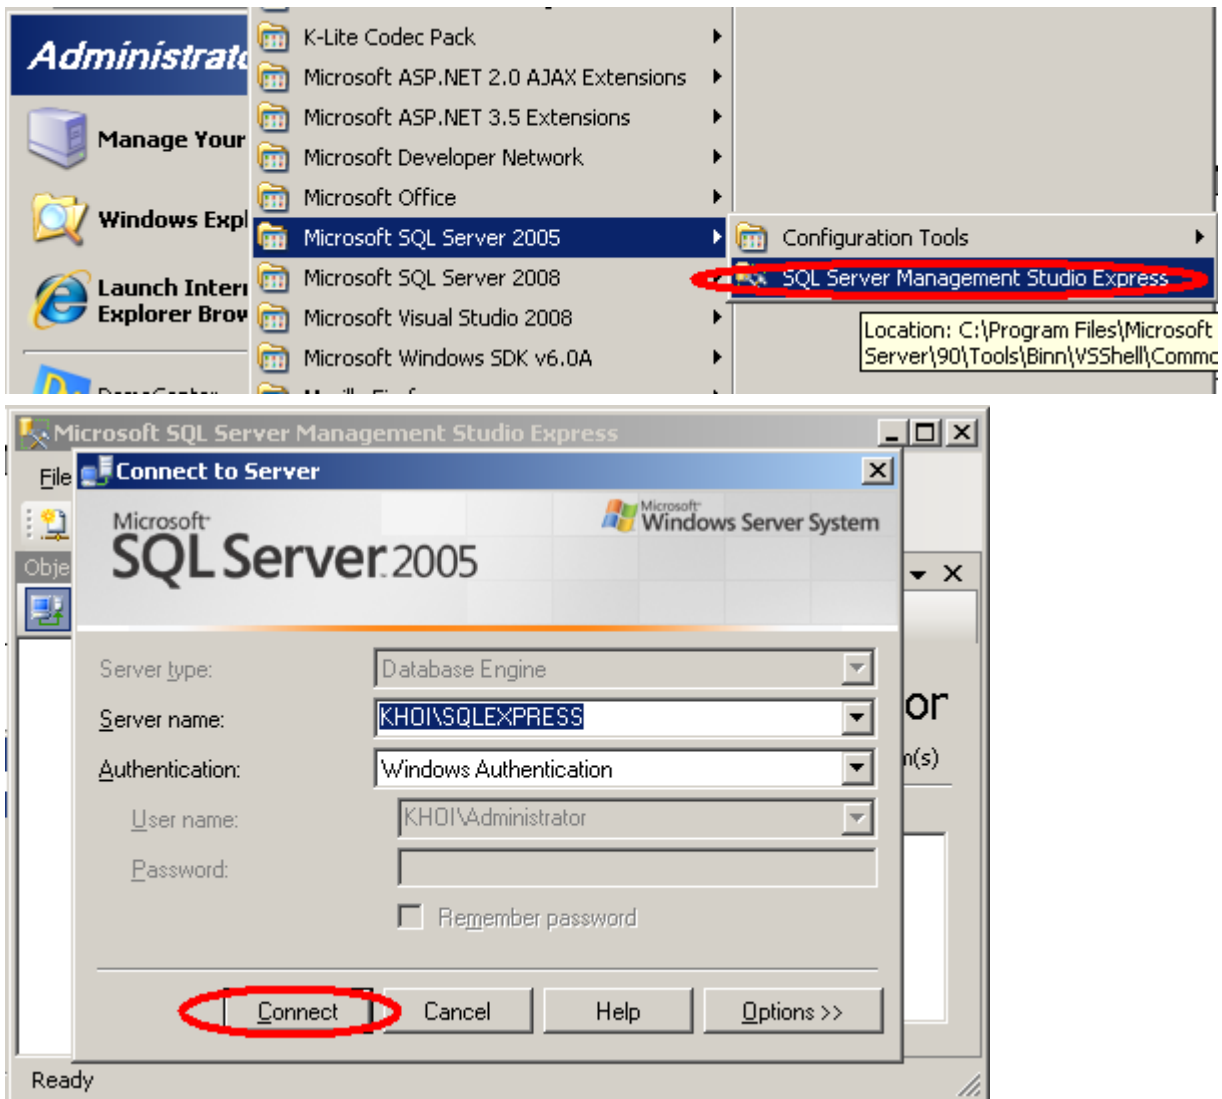 Administrato
K-Lite Codec Pack
Microsoft ASP.NET 2.0 AJAX Extensions
Microsoft ASP.NET 3.5 Extensions
Manage Your
Microsoft Developer Network
Microsoft Office
Windows Expl
Microsoft SQL Server 2005
Configuration Tools
Microsoft SQL Server 2008
SQL Server Management Studio Express
Launch Inter
Explorer Brow
Microsoft Visual Studio 2008
Location: C:\Program Files\Microsoft
Server\90\Tools\Binn\VSShell\Commo
Microsoft Windows SDK v6.0A
Microsoft SQL Server Management Studio Express
File
Connect to Server
Microsoft
SQL Server 2005
Microsoft
Windows Server System
Obje
Server type:
Database Engine
Server name:
KHOI\SQLEXPRESS
or
Authentication:
Windows Authentication
n(s)
User name:
KHOI\Administrator
Password:
Remember password
Connect
Cancel
Help
Options >>
Ready